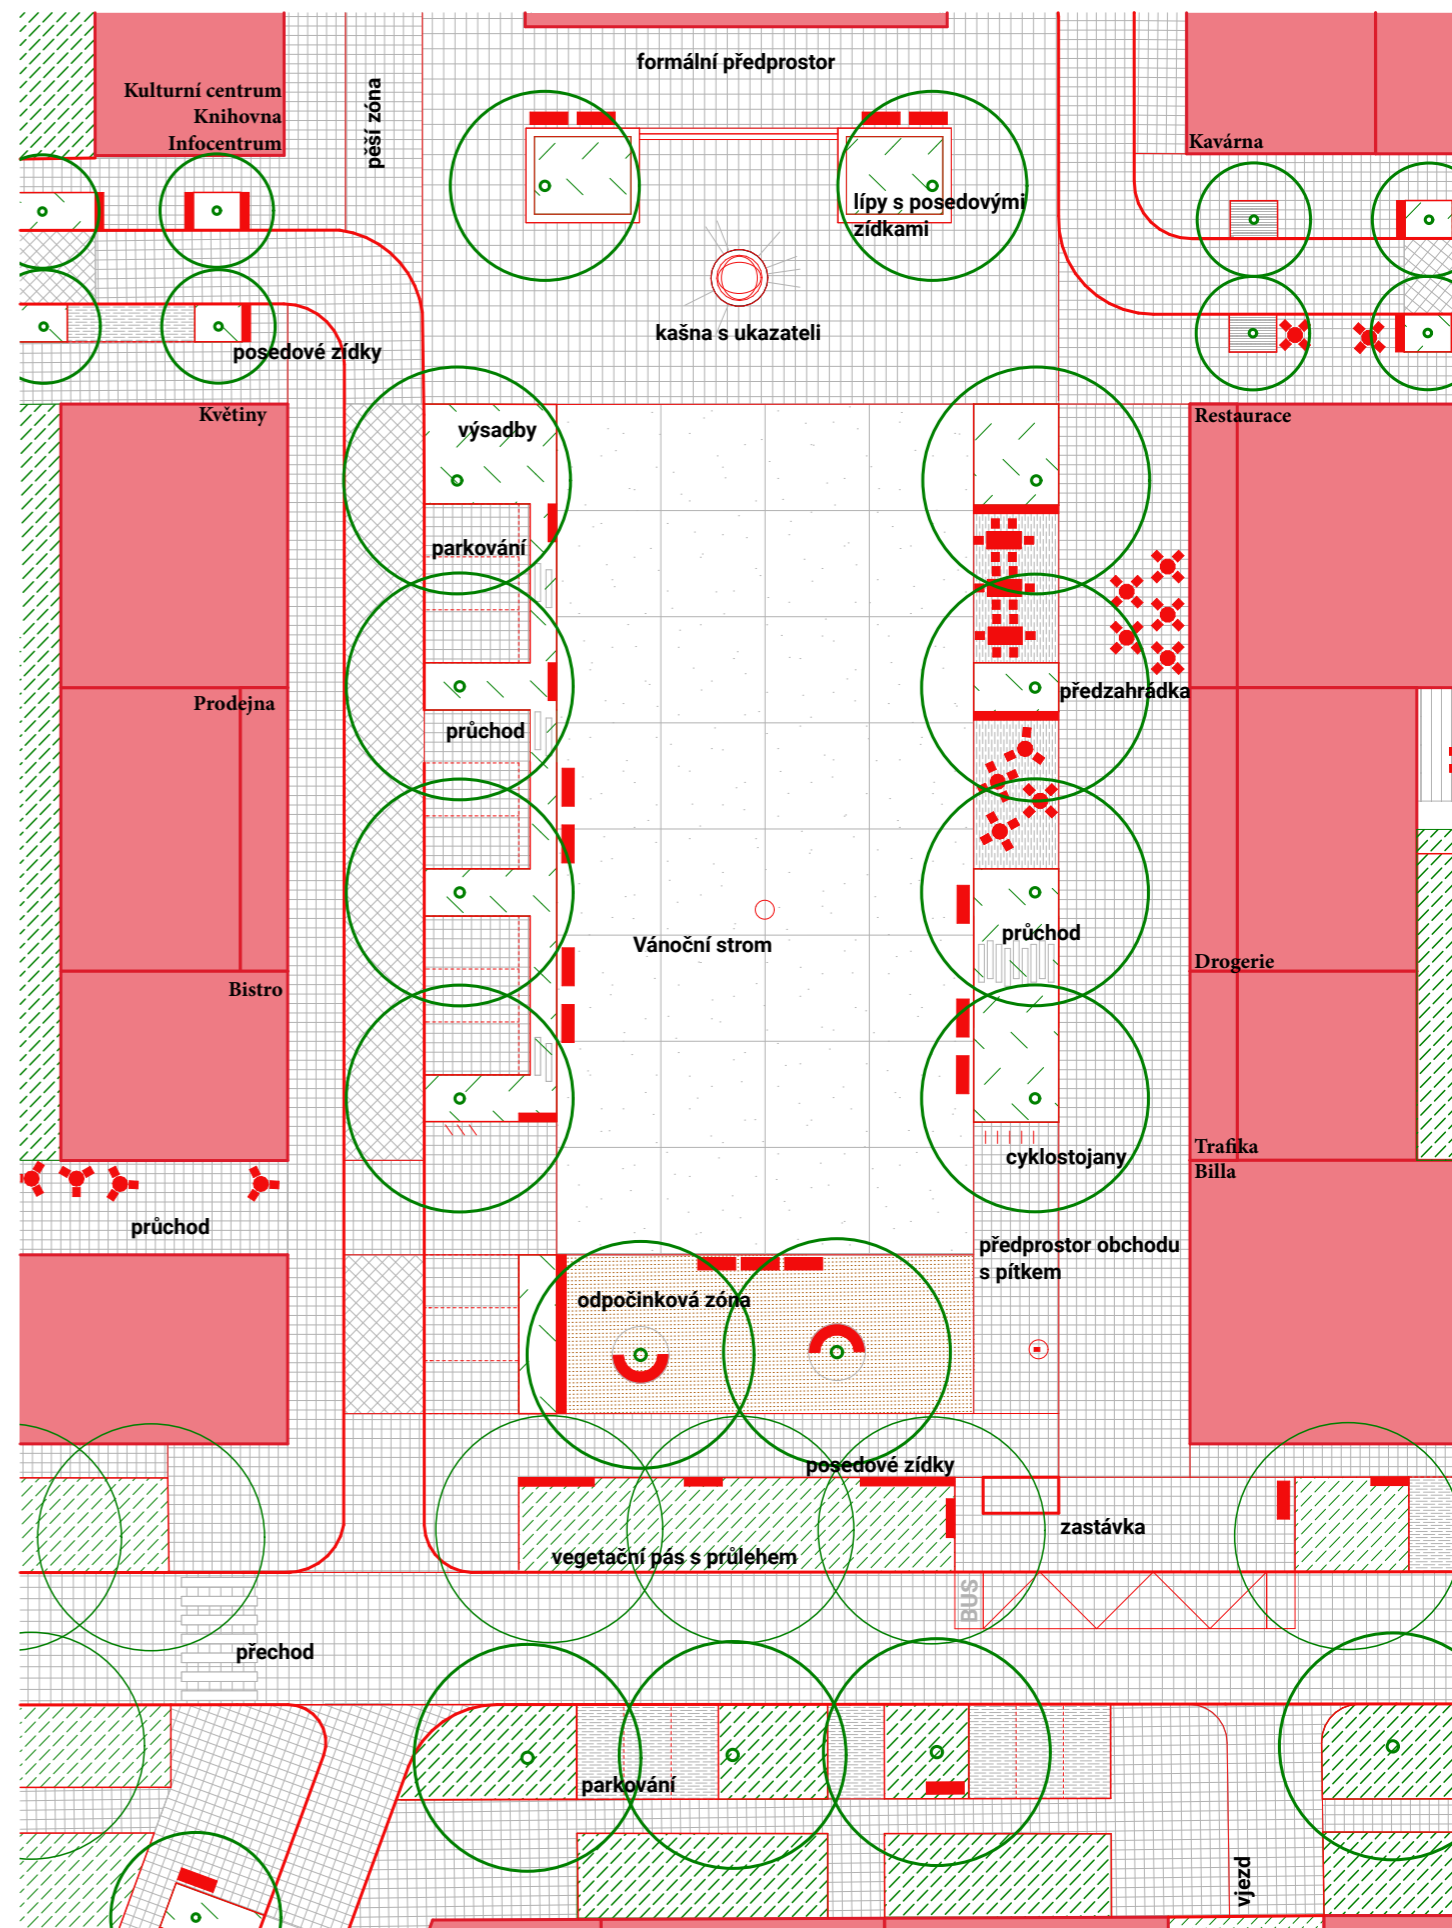 formální předprostor
Kulturní centrum
Knihovna
Infocentrum
pěší zóna
Kavárna
lípy s posedovými
zídkami
kašna s ukazateli
posedové zídky
Květiny
výsadby
Restaurace
parkování
předzahrádka
Prodejna
průchod
průchod
Vánoční strom
Drogerie
Bistro
Trafika
cyklostojany
Billa
průchod
předprostor obchodu
s pítkem
odpočinková zóna
posedové zídky
zastávka
vegetační pás s průlehem
BUS
přechod
parkování
vjezd